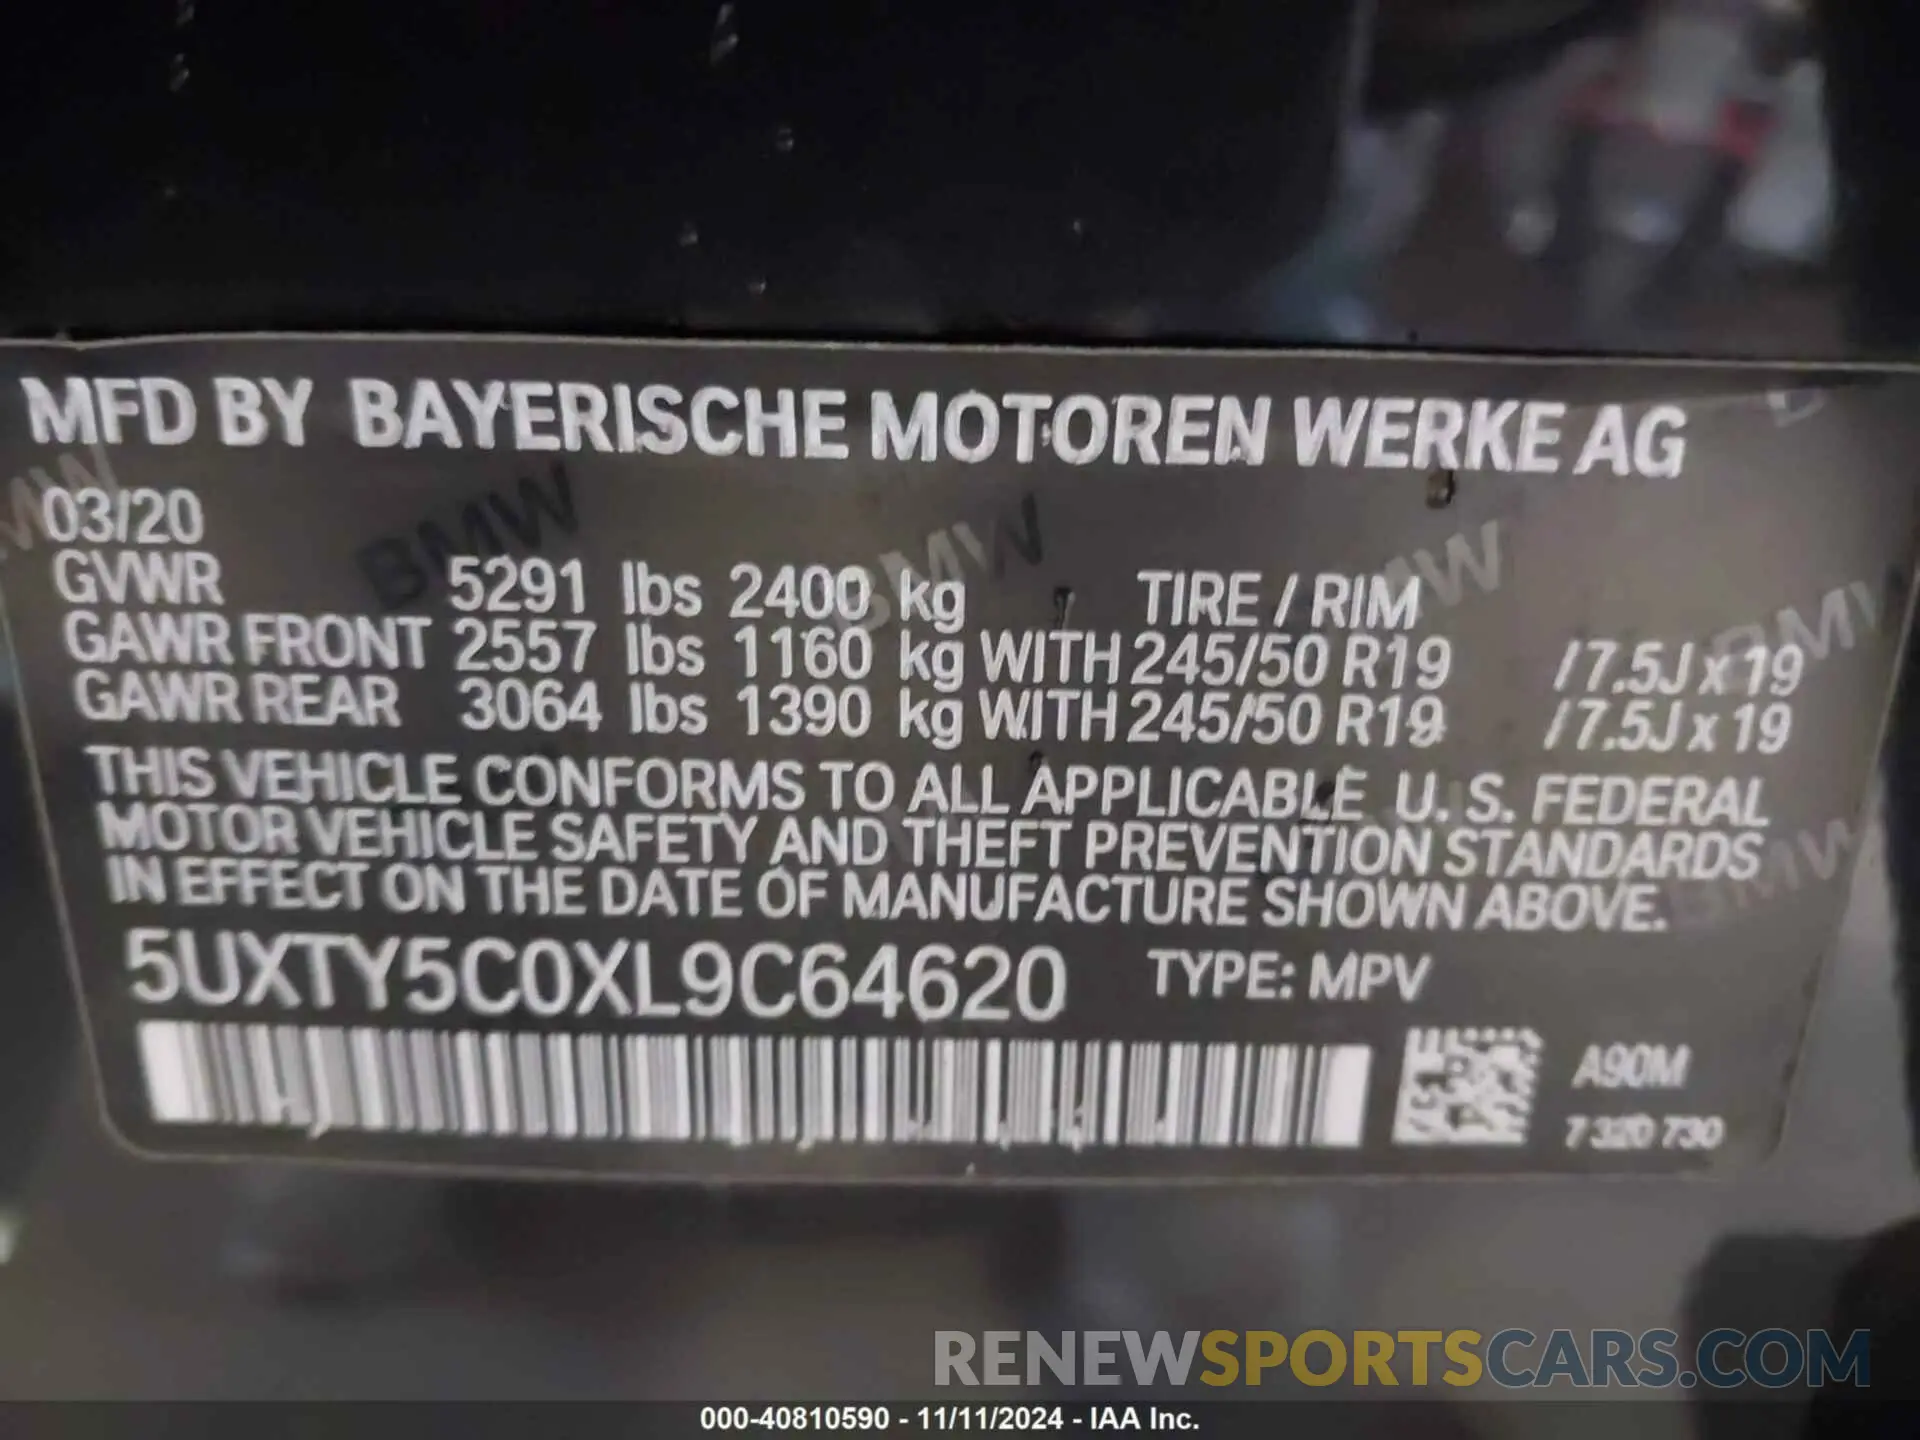 MFD BY BAYERISCHE MOTOREN WERKE AG
03/20
GVWR 5291 lbs 2400 kg TIRE / RIM
GAWR FRONT 2557 lbs 1160 kg WITH 245/50 R19 / 7.5J x 19
GAWR REAR 3064 lbs 1390 kg WITH 245/50 R19 / 7.5J x 19
THIS VEHICLE CONFORMS TO ALL APPLICABLE U. S. FEDERAL
MOTOR VEHICLE SAFETY AND THEFT PREVENTION STANDARDS
IN EFFECT ON THE DATE OF MANUFACTURE SHOWN ABOVE.
5UXTY5C0XL9C64620 TYPE: MPV
A90M
7 320 730
RENEWSPORTSCARS.COM
000-40810590 - 11/11/2024 - IAA Inc.